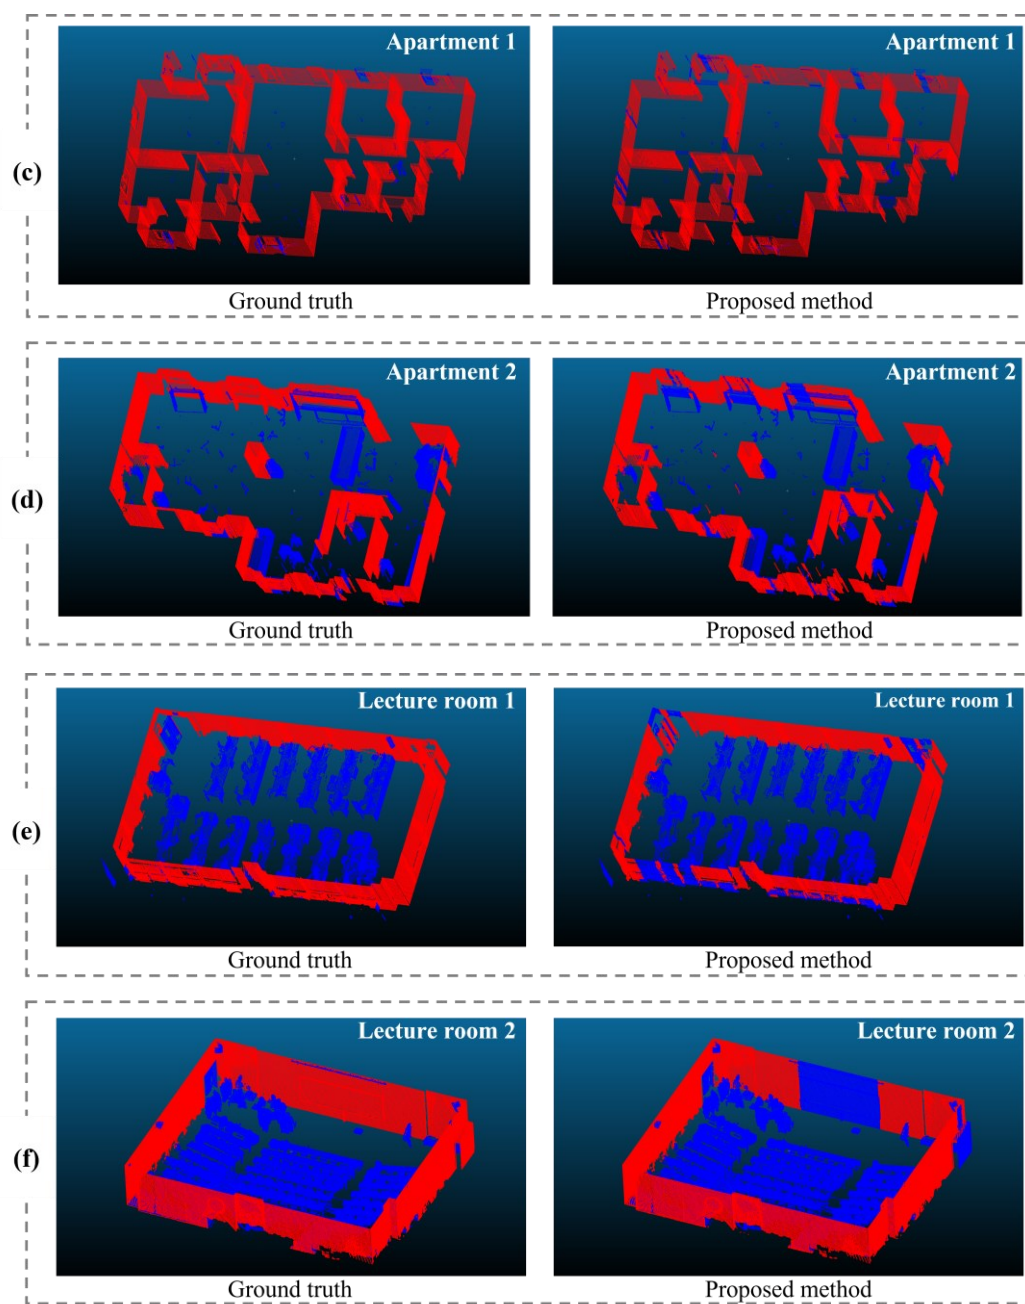 Apartment 1
Apartment 1
(c)
Ground truth
Proposed method
Apartment 2
Apartment 2
(d)
Ground truth
Proposed method
Lecture room 1
Lecture room 1
(e)
Ground truth
Proposed method
Lecture room 2
Lecture room 2
(f)
Ground truth
Proposed method